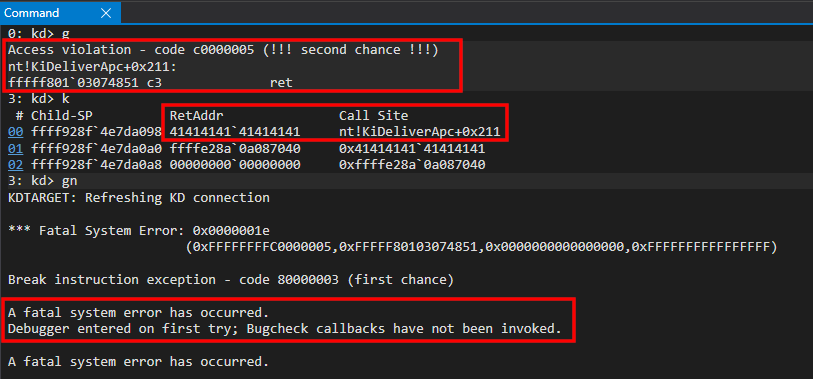 Command X
0: kd> g
Access violation - code c0000005 (!!! second chance !!!)
nt!KiDeliverApc+0x211:
fffff801`03074851 c3 ret
3: kd> k
# Child-SP RetAddr Call Site
00 ffff928f`4e7da098 41414141`41414141 nt!KiDeliverApc+0x211
01 ffff928f`4e7da0a0 ffffe28a`0a087040 0x41414141`41414141
02 ffff928f`4e7da0a8 00000000`00000000 0xffffe28a`0a087040
3: kd> gn
KDTARGET: Refreshing KD connection
*** Fatal System Error: 0x0000001e
(0xFFFFFFFFC0000005,0xFFFFF80103074851,0x0000000000000000,0xFFFFFFFFFFFFFFFF)
Break instruction exception - code 80000003 (first chance)
A fatal system error has occurred.
Debugger entered on first try; Bugcheck callbacks have not been invoked.
A fatal system error has occurred.